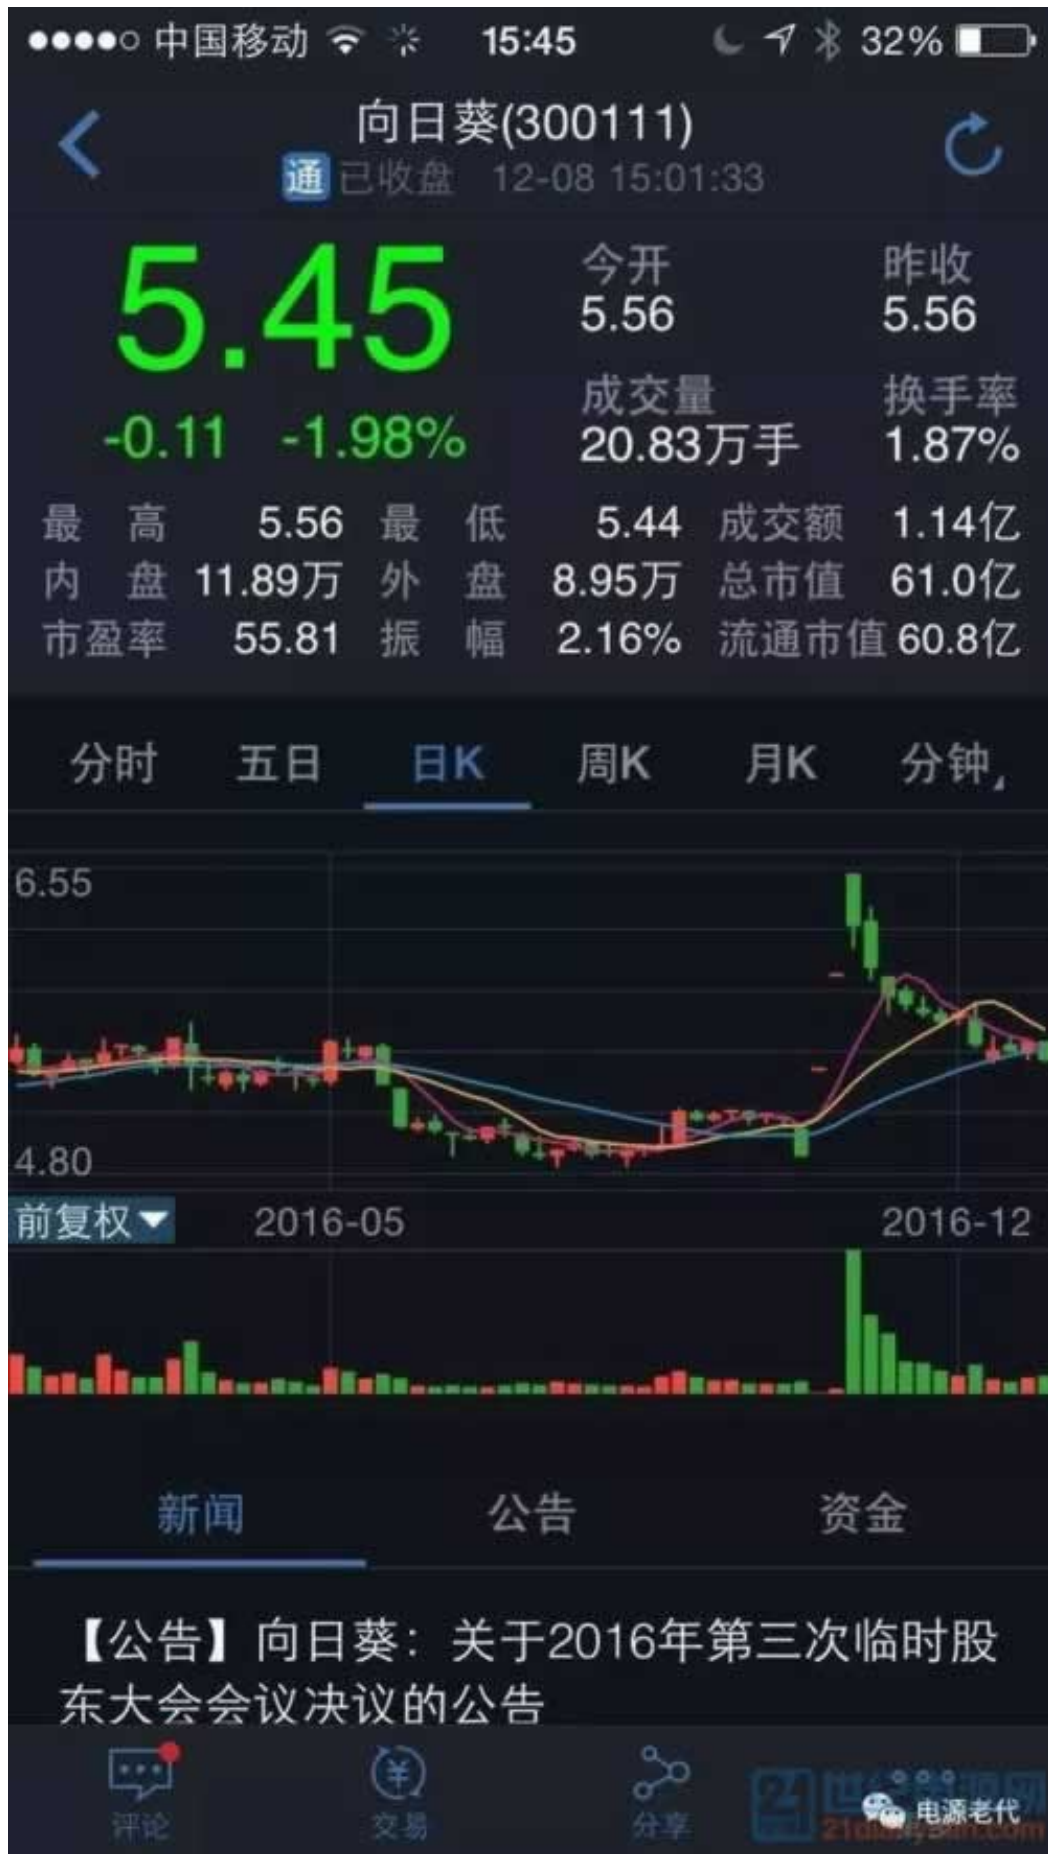 中国移动 15:45 32%
向日葵(300111)
通 已收盘 12-08 15:01:33
5.45
-0.11 -1.98%
今开 昨收
5.56 5.56
成交量 换手率
20.83万手 1.87%
最高 5.56 最低 5.44 成交额 1.14亿
内盘 11.89万 外盘 8.95万 总市值 61.0亿
市盈率 55.81 振幅 2.16% 流通市值 60.8亿
分时 五日 日K 周K 月K 分钟
6.55
4.80
前复权 2016-05 2016-12
新闻 公告 资金
【公告】向日葵：关于2016年第三次临时股
东大会会议决议的公告
评论 交易 分享
电源老代